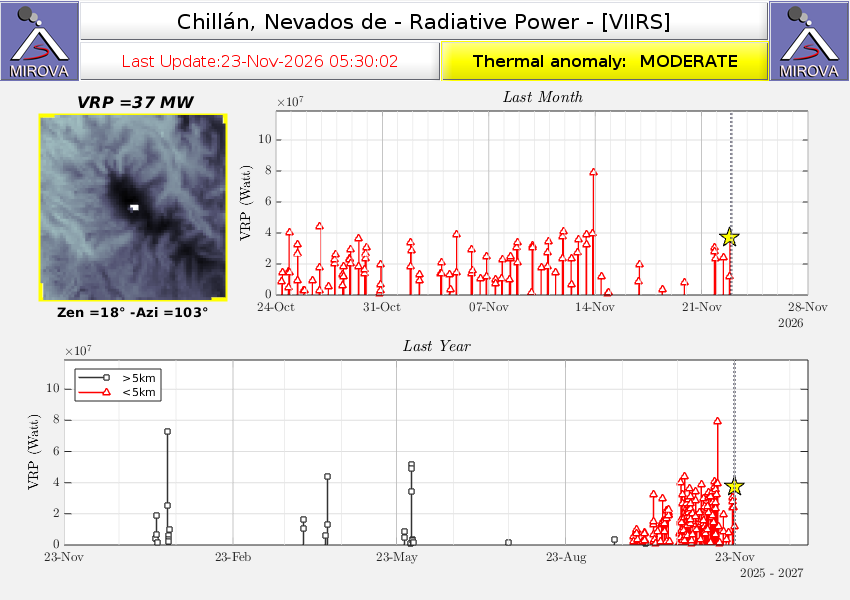 Chillán, Nevados de - Radiative Power - [VIIRS]
MIROVA
Last Update:23-Nov-2026 05:30:02
Thermal anomaly: MODERATE
MIROVA
VRP =37 MW
Zen =18° -Azi =103°
Last Month
×10⁷
VRP (Watt)
10
8
6
4
2
0
24-Oct 31-Oct 07-Nov 14-Nov 21-Nov 28-Nov
2026
Last Year
×10⁷
VRP (Watt)
>5km
<5km
10
8
6
4
2
0
23-Nov 23-Feb 23-May 23-Aug 23-Nov
2025 - 2027